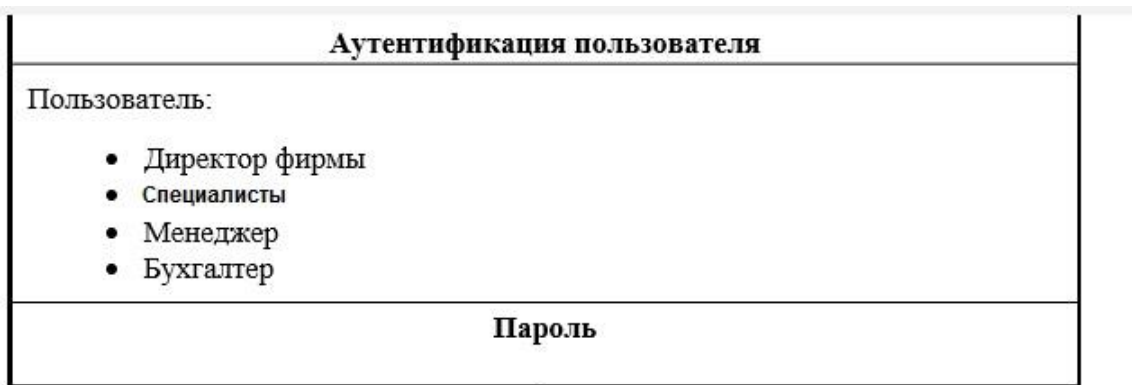 Аутентификация пользователя
Пользователь:
• Директор фирмы
• Специалисты
• Менеджер
• Бухгалтер
Пароль